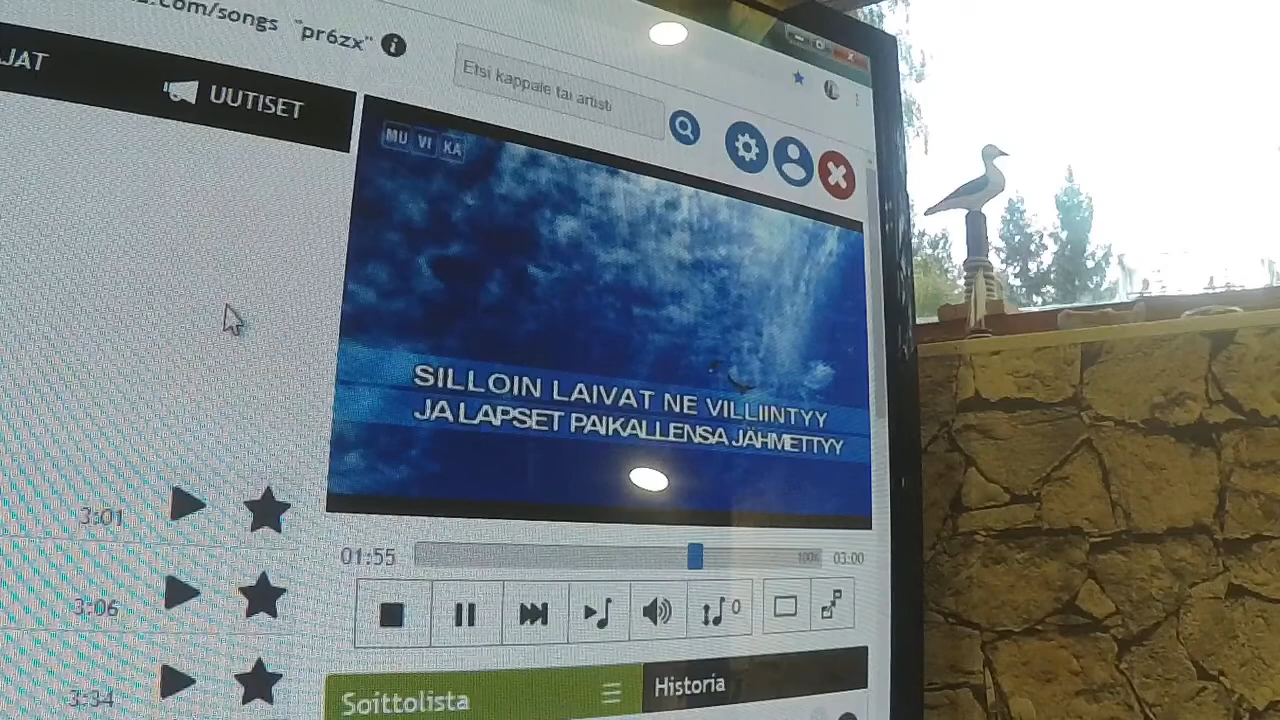 .com/songs "pr6zx"
JAT
UUTISET
Etsi kappale tai artisti
MU VI KA
SILLOIN LAIVAT NE VILLIINTYY
JA LAPSET PAIKALLENSA JÄHMETTYY
3:01
3:06
3:34
01:55
100%
03:00
0
Soittolista
Historia